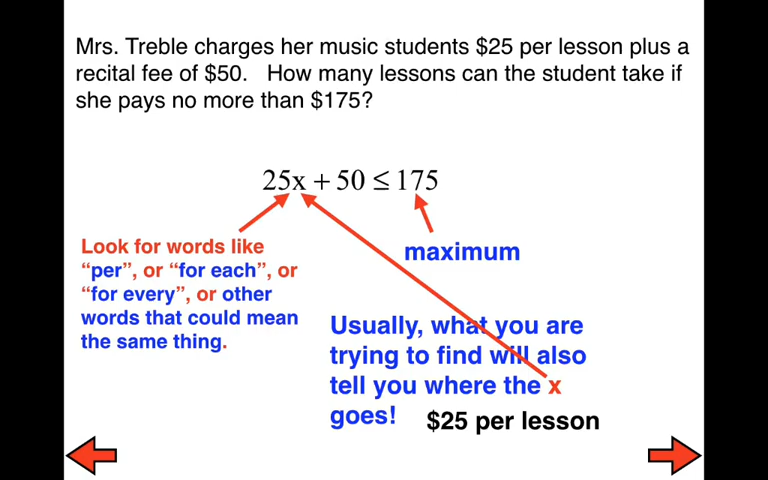 Mrs. Treble charges her music students $25 per lesson plus a
recital fee of $50. How many lessons can the student take if
she pays no more than $175?
25x + 50 ≤ 175
Look for words like
“per”, or “for each”, or
“for every”, or other
words that could mean
the same thing.
maximum
Usually, what you are
trying to find will also
tell you where the x
goes!
$25 per lesson